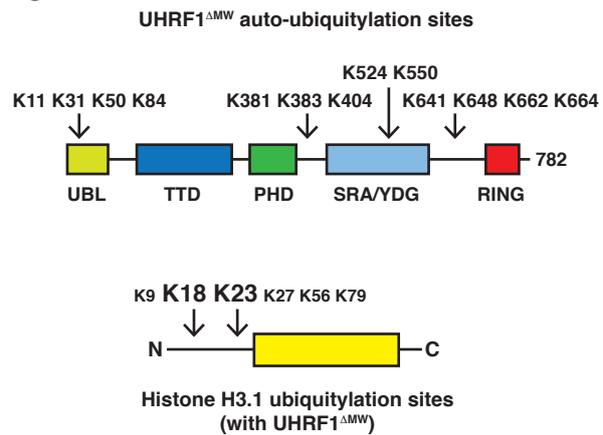 UHRF1ΔMW auto-ubiquitylation sites
K524 K550
K11 K31 K50 K84 K381 K383 K404 K641 K648 K662 K664
782
UBL TTD PHD SRA/YDG RING
K9 K18 K23 K27 K56 K79
N C
Histone H3.1 ubiquitylation sites
(with UHRF1ΔMW)